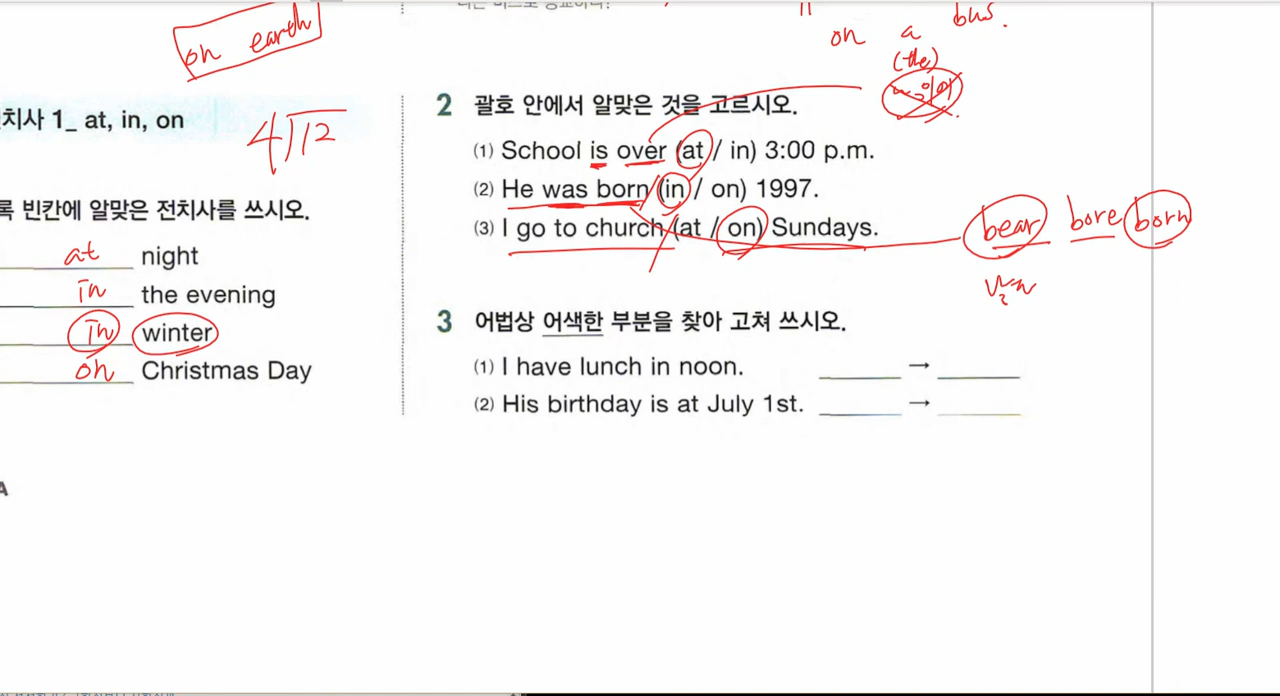 on earth
on a bus.
(the)
치사 1_ at, in, on
4 12
록 빈칸에 알맞은 전치사를 쓰시오.
at night
in the evening
in winter
on Christmas Day
2 괄호 안에서 알맞은 것을 고르시오.
(1) School is over (at / in) 3:00 p.m.
(2) He was born (in / on) 1997.
(3) I go to church (at / on) Sundays.
bear bore born
3 어법상 어색한 부분을 찾아 고쳐 쓰시오.
(1) I have lunch in noon. →
(2) His birthday is at July 1st. →
A